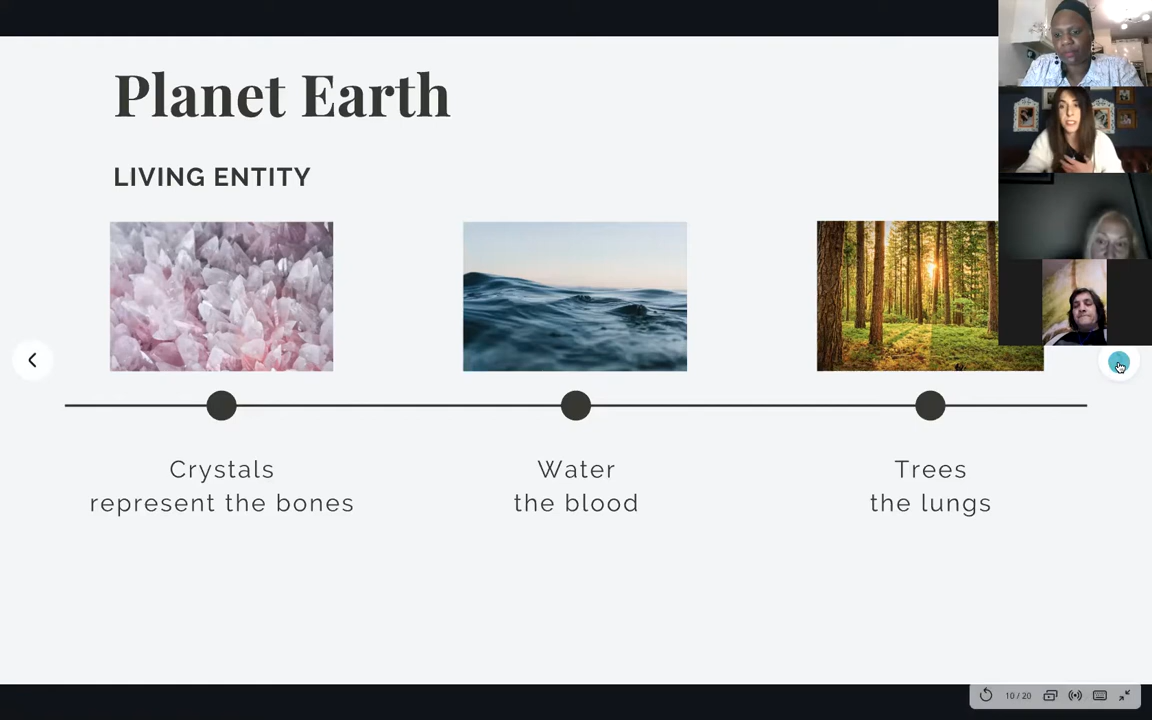 Planet Earth
LIVING ENTITY
Crystals
represent the bones
Water
the blood
Trees
the lungs
10 / 20